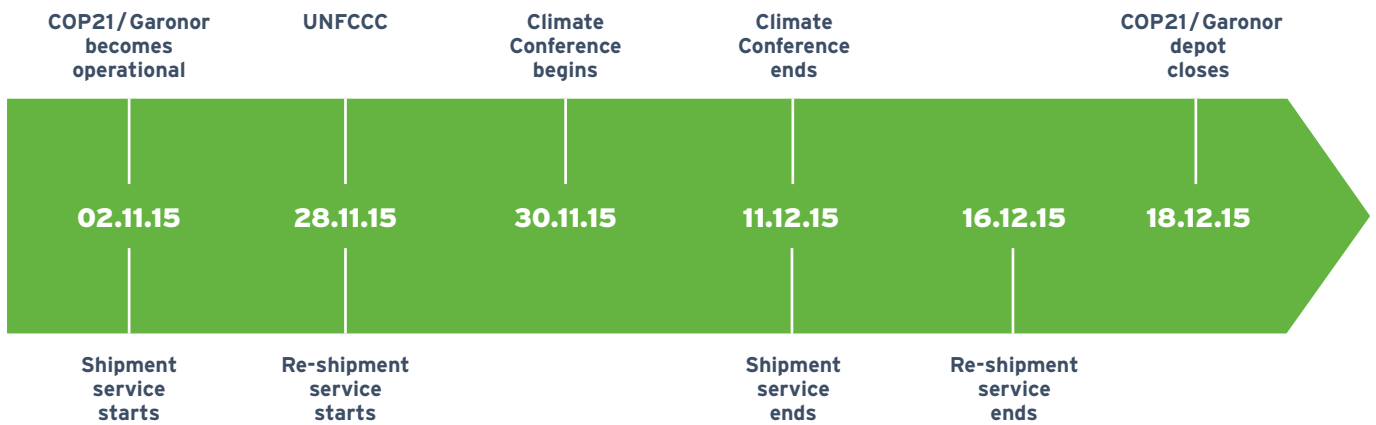 COP21/Garonor
becomes
operational
UNFCCC
Climate
Conference
begins
Climate
Conference
ends
COP21/Garonor
depot
closes
02.11.15
28.11.15
30.11.15
11.12.15
16.12.15
18.12.15
Shipment
service
starts
Re-shipment
service
starts
Shipment
service
ends
Re-shipment
service
ends